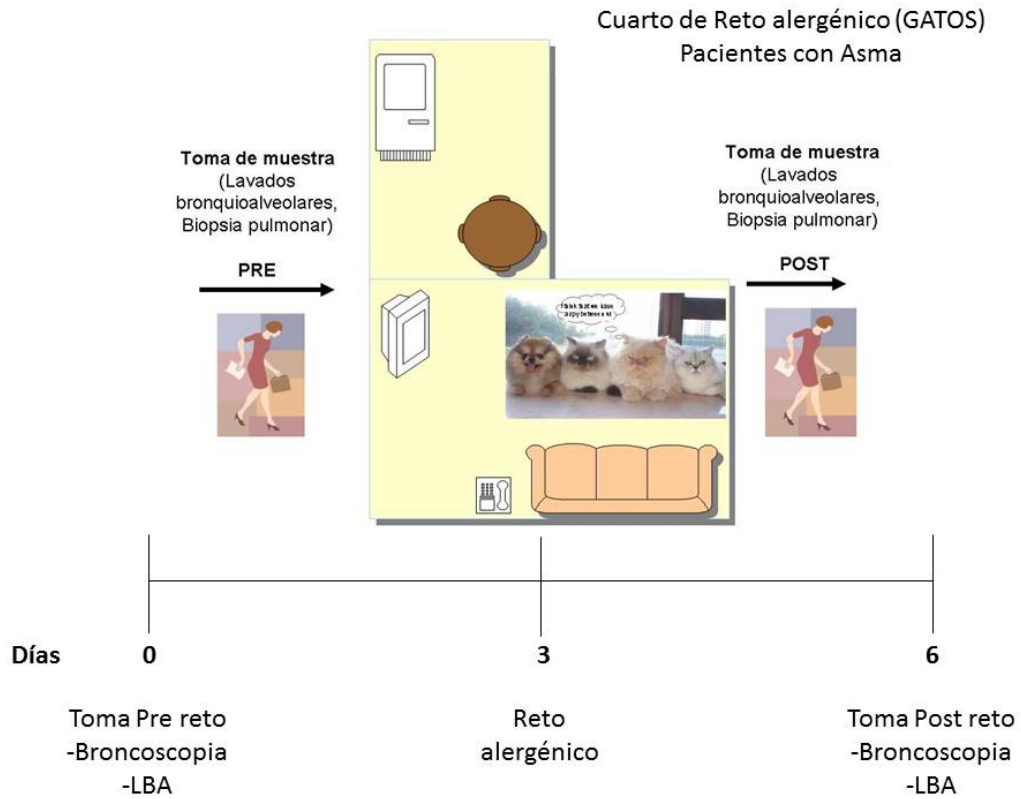 Cuarto de Reto alergénico (GATOS)
Pacientes con Asma
Toma de muestra
(Lavados
bronquioalveolares,
Biopsia pulmonar)
PRE
Toma de muestra
(Lavados
bronquioalveolares,
Biopsia pulmonar)
POST
Días 0 3 6
Toma Pre reto
-Broncoscopia
-LBA
Reto
alergénico
Toma Post reto
-Broncoscopia
-LBA